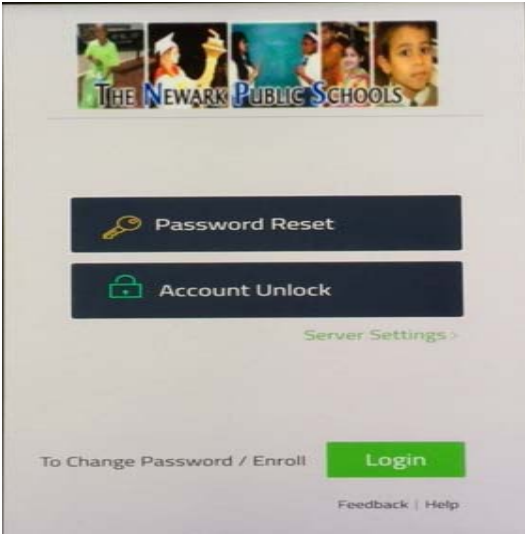 THE NEWARK PUBLIC SCHOOLS
Password Reset
Account Unlock
Server Settings >
To Change Password / Enroll Login
Feedback | Help